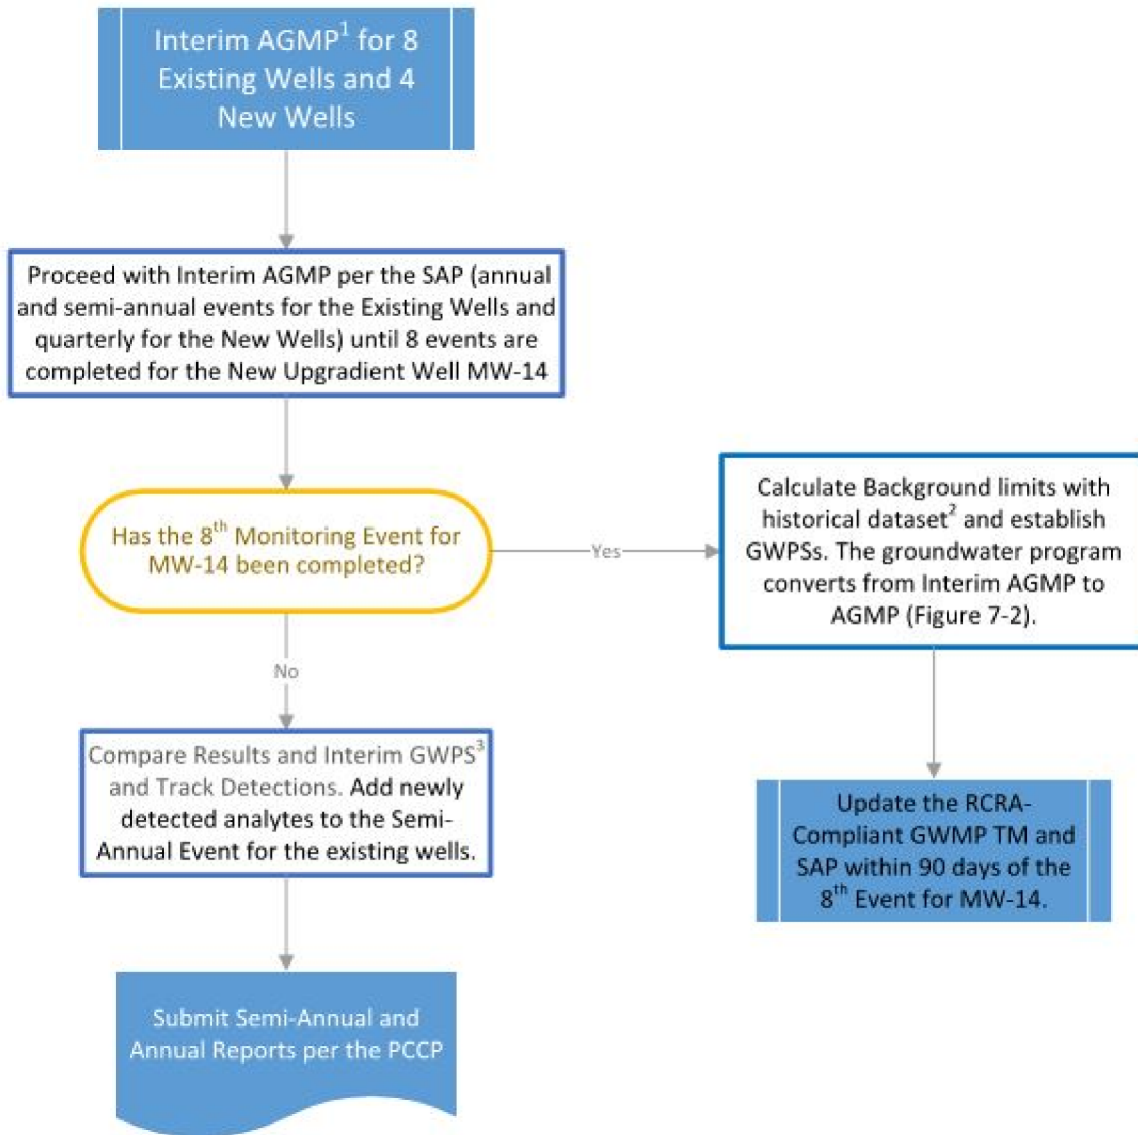 Interim AGMP¹ for 8
Existing Wells and 4
New Wells
Proceed with Interim AGMP per the SAP (annual
and semi-annual events for the Existing Wells and
quarterly for the New Wells) until 8 events are
completed for the New Upgradient Well MW-14
Has the 8th Monitoring Event for
MW-14 been completed?
Yes
Calculate Background limits with
historical dataset² and establish
GWPSs. The groundwater program
converts from Interim AGMP to
AGMP (Figure 7-2).
No
Compare Results and Interim GWPS³
and Track Detections. Add newly
detected analytes to the Semi-
Annual Event for the existing wells.
Update the RCRA-
Compliant GWMP TM and
SAP within 90 days of the
8th Event for MW-14.
Submit Semi-Annual and
Annual Reports per the PCCP